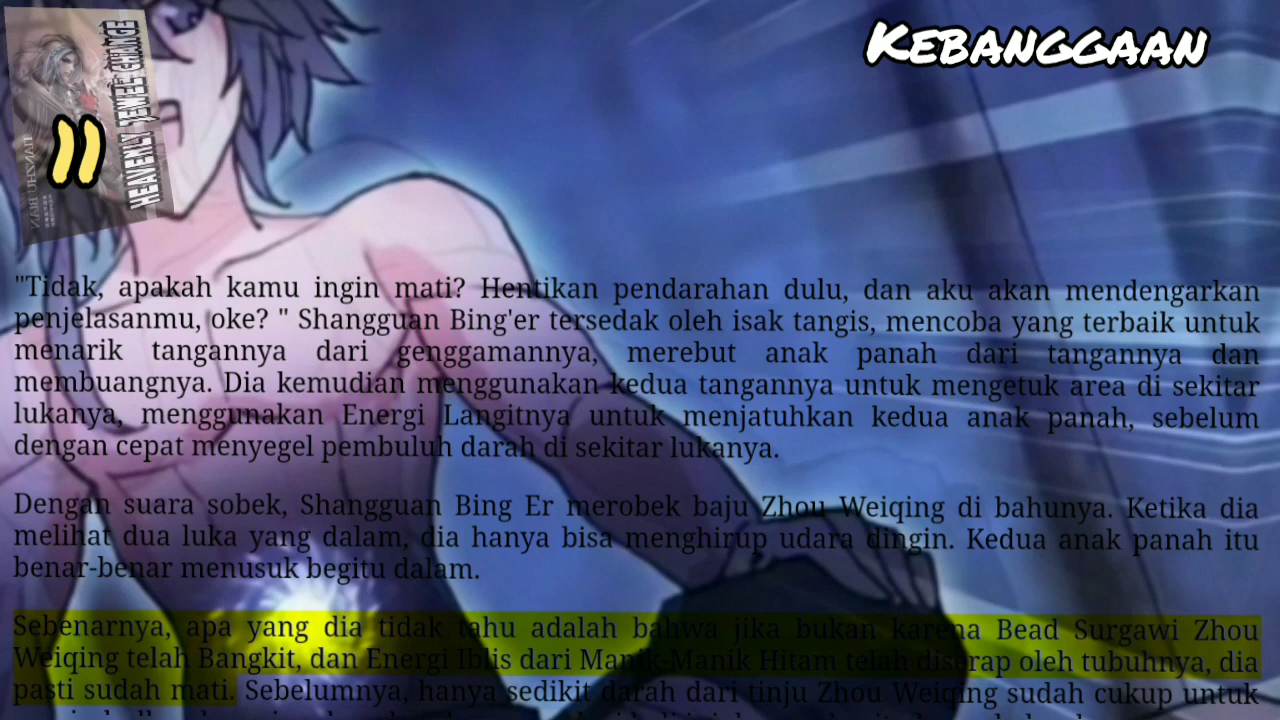 KEBANGGAAN
HEAVENLY JEWEL CHANGE
11
"Tidak, apakah kamu ingin mati? Hentikan pendarahan dulu, dan aku akan mendengarkan
penjelasanmu, oke? " Shangguan Bing'er tersedak oleh isak tangis, mencoba yang terbaik untuk
menarik tangannya dari genggamannya, merebut anak panah dari tangannya dan
membuangnya. Dia kemudian menggunakan kedua tangannya untuk mengetuk area di sekitar
lukanya, menggunakan Energi Langitnya untuk menjatuhkan kedua anak panah, sebelum
dengan cepat menyegel pembuluh darah di sekitar lukanya.
Dengan suara sobek, Shangguan Bing Er merobek baju Zhou Weiqing di bahunya. Ketika dia
melihat dua luka yang dalam, dia hanya bisa menghirup udara dingin. Kedua anak panah itu
benar-benar menusuk begitu dalam.
Sebenarnya, apa yang dia tidak tahu adalah bahwa jika bukan karena Bead Surgawi Zhou
Weiqing telah Bangkit, dan Energi Iblis dari Manik-Manik Hitam telah diserap oleh tubuhnya, dia
pasti sudah mati. Sebelumnya, hanya sedikit darah dari tinju Zhou Weiqing sudah cukup untuk